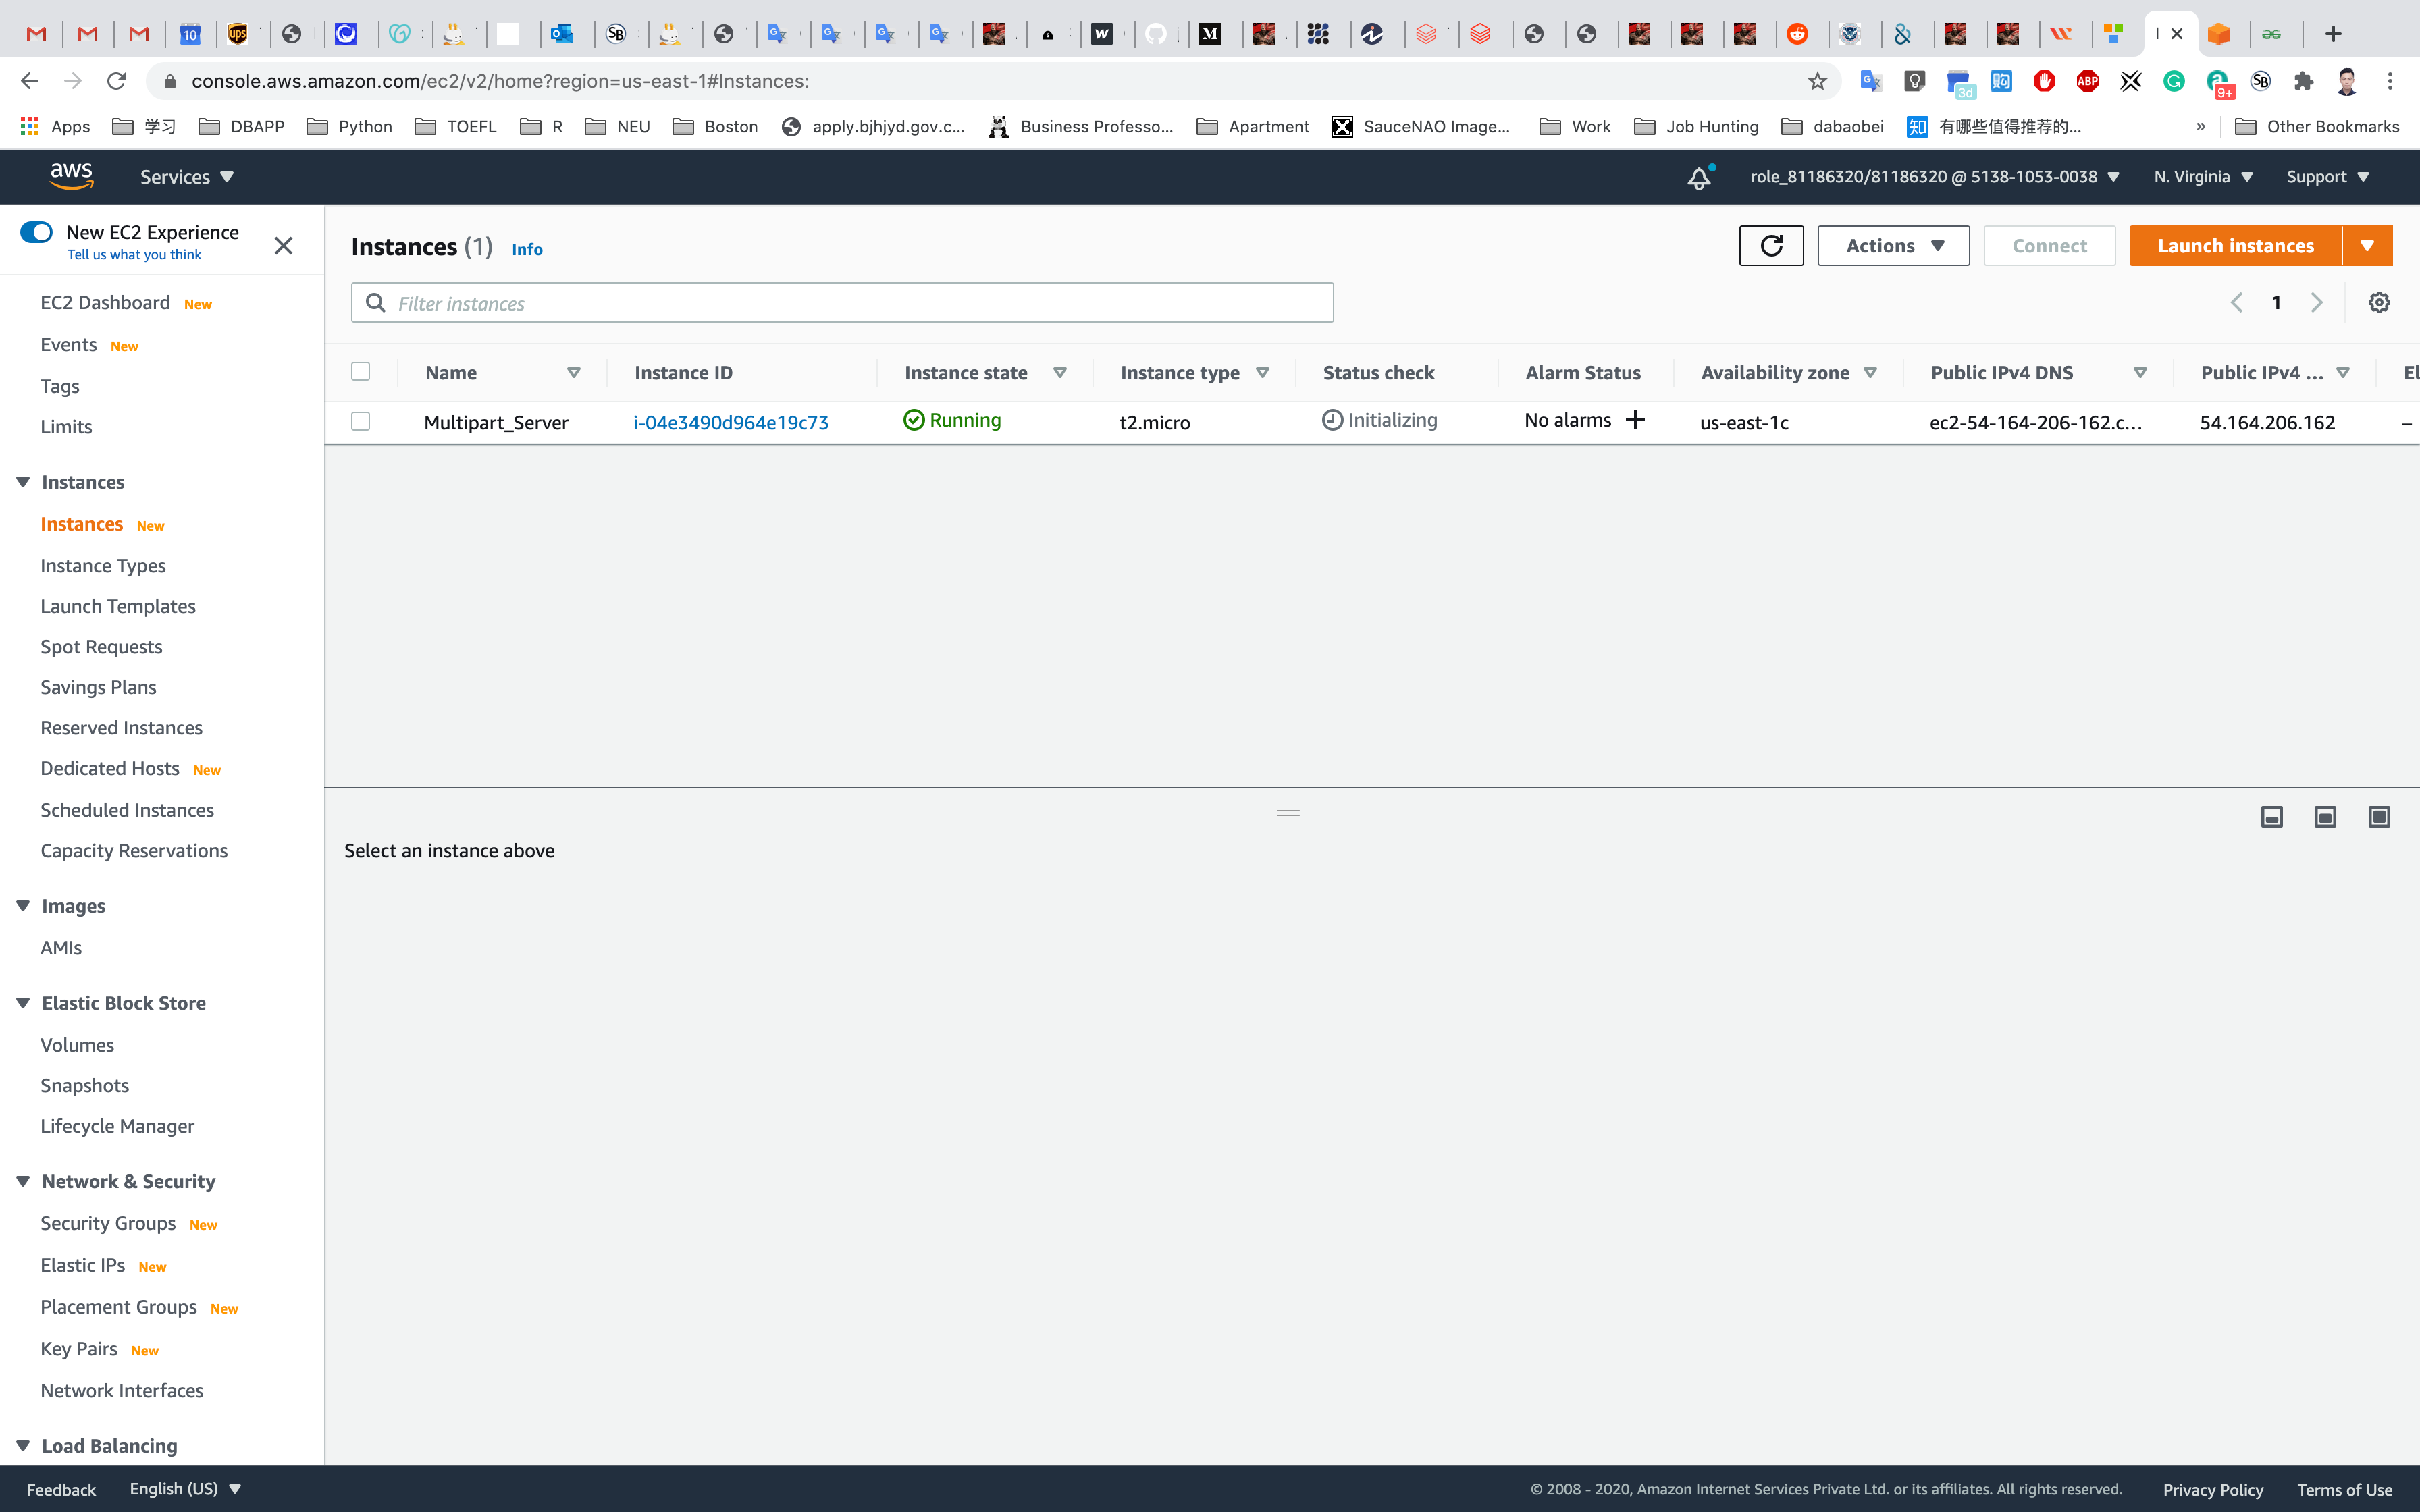 10
ups
console.aws.amazon.com/ec2/v2/home?region=us-east-1#Instances:
3d
ABP
9+
SB
Apps
学习
DBAPP
Python
TOEFL
R
NEU
Boston
apply.bjhjyd.gov.c...
Business Professo...
Apartment
SauceNAO Image...
Work
Job Hunting
dabaobei
知
有哪些值得推荐的...
»
Other Bookmarks
aws
Services
role_81186320/81186320 @ 5138-1053-0038
N. Virginia
Support
New EC2 Experience
Tell us what you think
EC2 Dashboard New
Events New
Tags
Limits
Instances
Instances New
Instance Types
Launch Templates
Spot Requests
Savings Plans
Reserved Instances
Dedicated Hosts New
Scheduled Instances
Capacity Reservations
Images
AMIs
Elastic Block Store
Volumes
Snapshots
Lifecycle Manager
Network & Security
Security Groups New
Elastic IPs New
Placement Groups New
Key Pairs New
Network Interfaces
Load Balancing
Instances (1) Info
Actions
Connect
Launch instances
Filter instances
1
Name Instance ID Instance state Instance type Status check Alarm Status Availability zone Public IPv4 DNS Public IPv4 ... El
Multipart_Server i-04e3490d964e19c73 Running t2.micro Initializing No alarms us-east-1c ec2-54-164-206-162.c... 54.164.206.162 –
Select an instance above
Feedback
English (US)
© 2008 - 2020, Amazon Internet Services Private Ltd. or its affiliates. All rights reserved.
Privacy Policy
Terms of Use